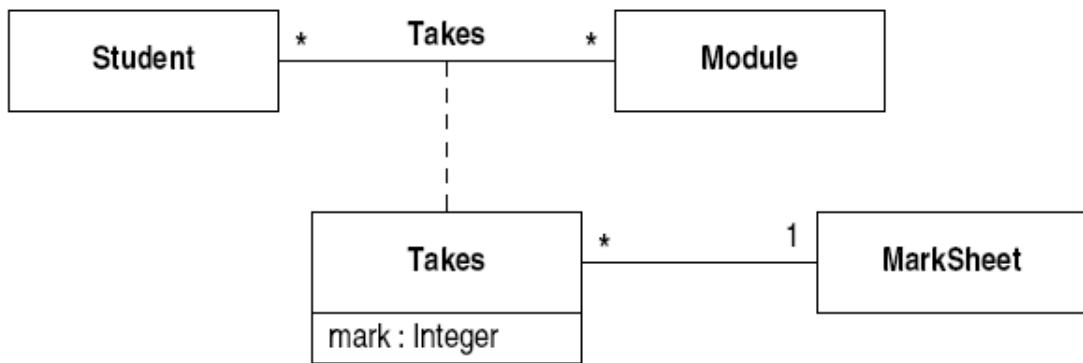 Student * Takes * Module
Takes * 1 MarkSheet
mark : Integer